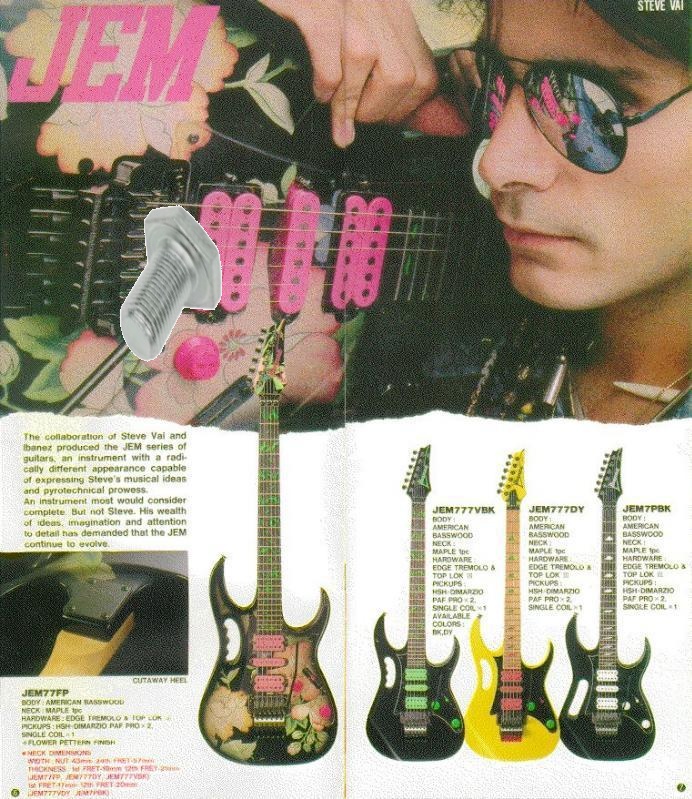 JEM
STEVE VAI
The collaboration of Steve Vai and
Ibanez produced the JEM series of
guitars, an instrument with a radi-
cally different appearance capable
of expressing Steve's musical ideas
and pyrotechnical prowess.
An instrument most would consider
complete. But not Steve. His wealth
of ideas, imagination and attention
to detail has demanded that the JEM
continue to evolve.
CUTAWAY HEEL
JEM77FP
BODY : AMERICAN BASSWOOD
NECK : MAPLE 1pc
HARDWARE : EDGE TREMOLO & TOP LOK III
PICKUPS : HSH-DIMARZIO PAF PRO×2,
SINGLE COIL×1
※FLOWER PETTERN FINISH
※NECK DIMENSIONS
WIDTH : NUT 43mm 24th FRET-57mm
THICKNESS : 1st FRET-19mm 12th FRET-21mm
(JEM77FP, JEM777DY, JEM777VBK)
1st FRET-17mm 12th FRET-20mm
(JEM777VDY, JEM7PBK)
JEM777VBK
BODY :
AMERICAN
BASSWOOD
NECK :
MAPLE 1pc
HARDWARE :
EDGE TREMOLO &
TOP LOK III
PICKUPS :
HSH-DIMARZIO
PAF PRO×2,
SINGLE COIL×1
AVAILABLE
COLORS :
BK,DY
JEM777DY
BODY :
AMERICAN
BASSWOOD
NECK :
MAPLE 1pc
HARDWARE :
EDGE TREMOLO &
TOP LOK III
PICKUPS :
HSH-DIMARZIO
PAF PRO×2,
SINGLE COIL×1
JEM7PBK
BODY :
AMERICAN
BASSWOOD
NECK :
MAPLE 1pc
HARDWARE :
EDGE TREMOLO &
TOP LOK III
PICKUPS :
HSH-DIMARZIO
PAF PRO×2,
SINGLE COIL×1
6
7